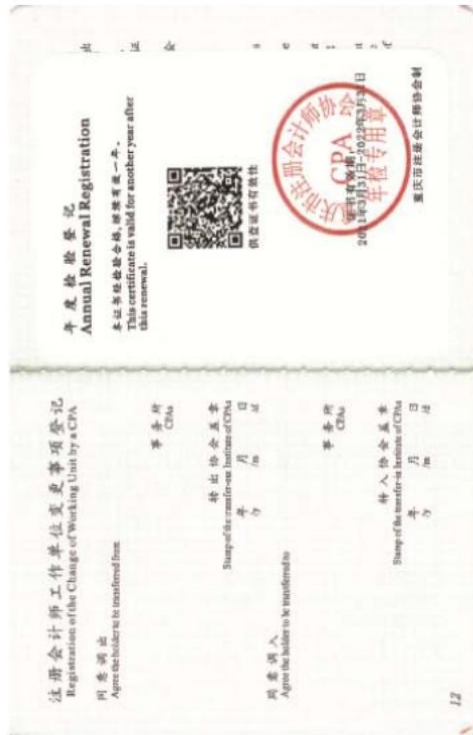 注册会计师工作单位变更事项登记
Registration of the Change of Working Unit by a CPA
同意调出
Agree the holder to be transferred from
事务所
CPAs
转出协会盖章
Stamp of the transfer-out Institute of CPAs
年 月 日
/y /m /d
同意调入
Agree the holder to be transferred to
事务所
CPAs
转入协会盖章
Stamp of the transfer-in Institute of CPAs
年 月 日
/y /m /d
12
年度检验登记
Annual Renewal Registration
本证书经检验合格,继续有效一年。
This certificate is valid for another year after
this renewal.
供查证书有效性
重庆市注册会计师协会
CPA
年检专用章
重庆市注册会计师协会制
出
证
会